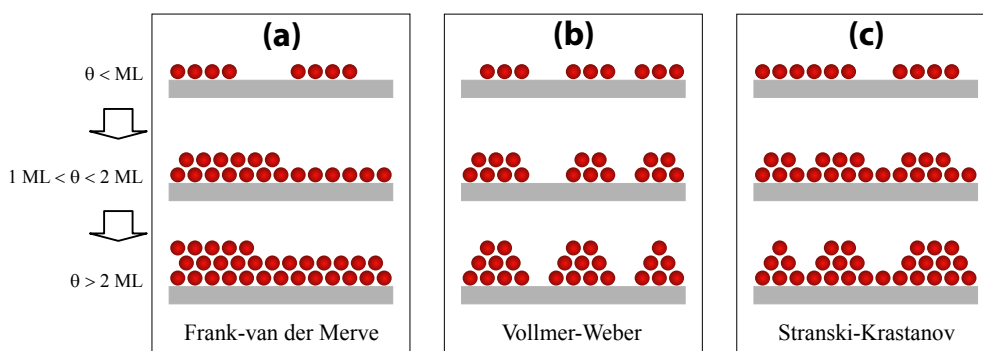 (a)
(b)
(c)
θ < ML
1 ML < θ < 2 ML
θ > 2 ML
Frank-van der Merve
Vollmer-Weber
Stranski-Krastanov